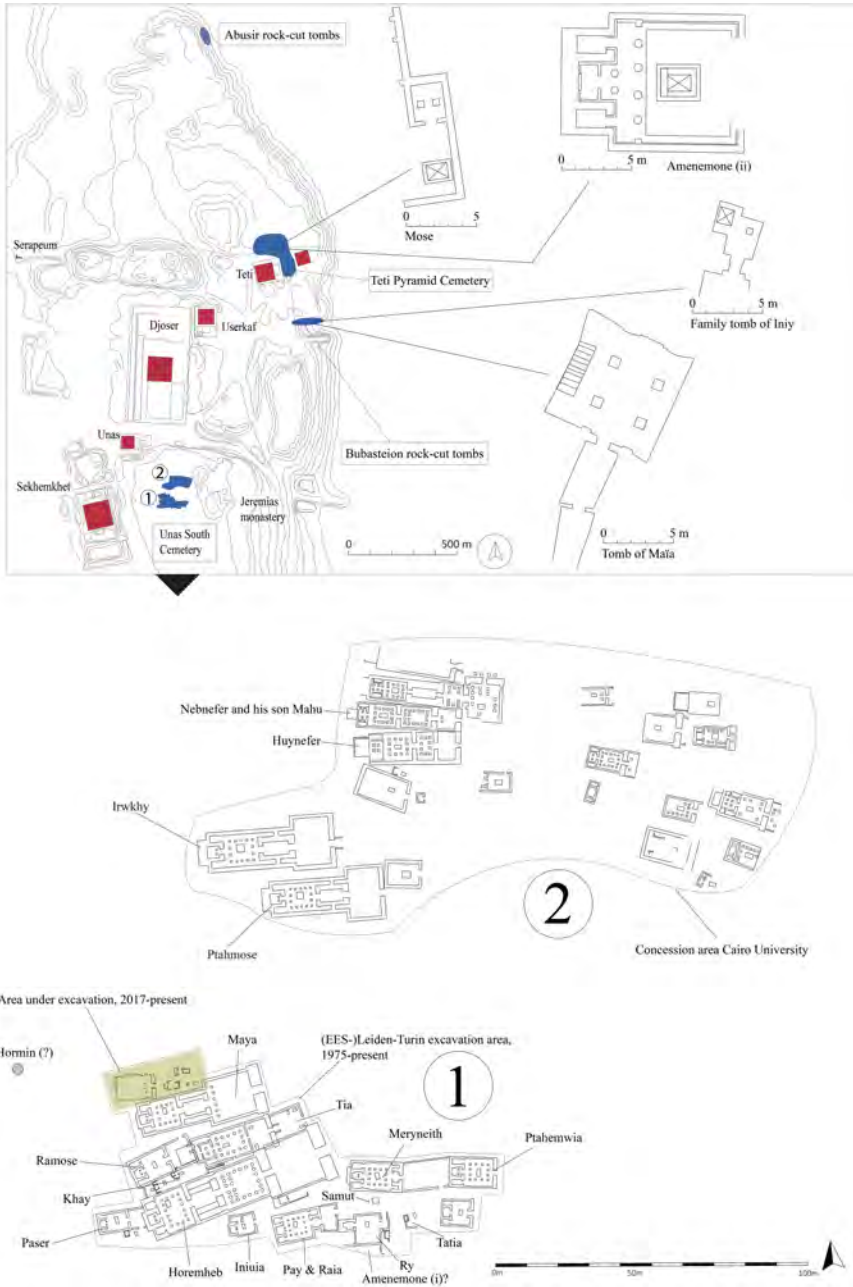 Abusir rock-cut tombs
0 5 m
Amenemone (ii)
0 5
Mose
Serapeum
Teti
Teti Pyramid Cemetery
0 5 m
Family tomb of Iniy
Djoser
Userkaf
Unas
Bubasteion rock-cut tombs
2
Sekhemkhet
1
Jeremias
monastery
Unas South
Cemetery
0 500 m
0 5 m
Tomb of Maïa
Nebnefer and his son Mahu
Huynefer
Irwkhy
2
Ptahmose
Concession area Cairo University
Area under excavation, 2017-present
Hormin (?)
Maya
(EES-)Leiden-Turin excavation area,
1975-present
1
Tia
Meryneith
Ptahemwia
Ramose
Khay
Samut
Paser
Tatia
Horemheb
Iniuia
Pay & Raia
Ry
Amenemone (i)?
0m 50m 100m